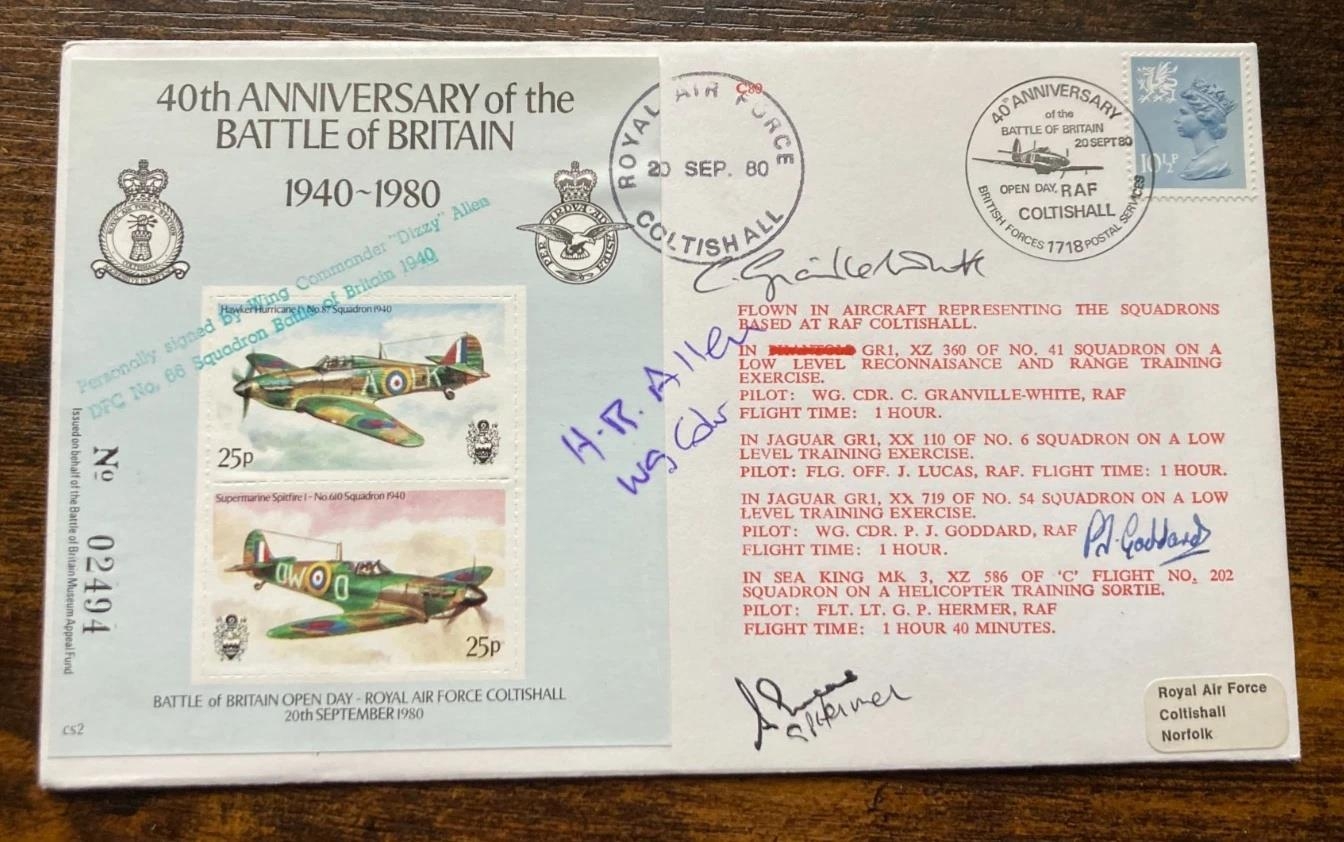 40th ANNIVERSARY of the
BATTLE of BRITAIN
1940~1980
Personally signed by Wing Commander "Dizzy" Allen
DFC No. 66 Squadron Battle of Britain 1940
PER ARDUA AD ASTRA
Hawker Hurricane I - No.87 Squadron 1940
A K
25p
Supermarine Spitfire I - No.610 Squadron 1940
DW O
25p
Issued on behalf of the Battle of Britain Museum Appeal Fund
No 02494
BATTLE of BRITAIN OPEN DAY - ROYAL AIR FORCE COLTISHALL
20th SEPTEMBER 1980
CS2
C80
ROYAL AIR FORCE
20 SEP. 80
COLTISHALL
40th ANNIVERSARY
of the
BATTLE OF BRITAIN
20 SEPT 80
OPEN DAY, RAF
COLTISHALL
BRITISH FORCES 1718 POSTAL SERVICES
10½P
C. Granville-White
FLOWN IN AIRCRAFT REPRESENTING THE SQUADRONS
BASED AT RAF COLTISHALL.
IN GR1, XZ 360 OF NO. 41 SQUADRON ON A
LOW LEVEL RECONNAISANCE AND RANGE TRAINING
EXERCISE.
PILOT: WG. CDR. C. GRANVILLE-WHITE, RAF
FLIGHT TIME: 1 HOUR.
H.R. Allen
Wg Cdr
IN JAGUAR GR1, XX 110 OF NO. 6 SQUADRON ON A LOW
LEVEL TRAINING EXERCISE.
PILOT: FLG. OFF. J. LUCAS, RAF. FLIGHT TIME: 1 HOUR.
IN JAGUAR GR1, XX 719 OF NO. 54 SQUADRON ON A LOW
LEVEL TRAINING EXERCISE.
PILOT: WG. CDR. P. J. GODDARD, RAF
FLIGHT TIME: 1 HOUR.
P.J. Goddard
IN SEA KING MK 3, XZ 586 OF 'C' FLIGHT NO. 202
SQUADRON ON A HELICOPTER TRAINING SORTIE.
PILOT: FLT. LT. G. P. HERMER, RAF
FLIGHT TIME: 1 HOUR 40 MINUTES.
GPHermer
Royal Air Force
Coltishall
Norfolk